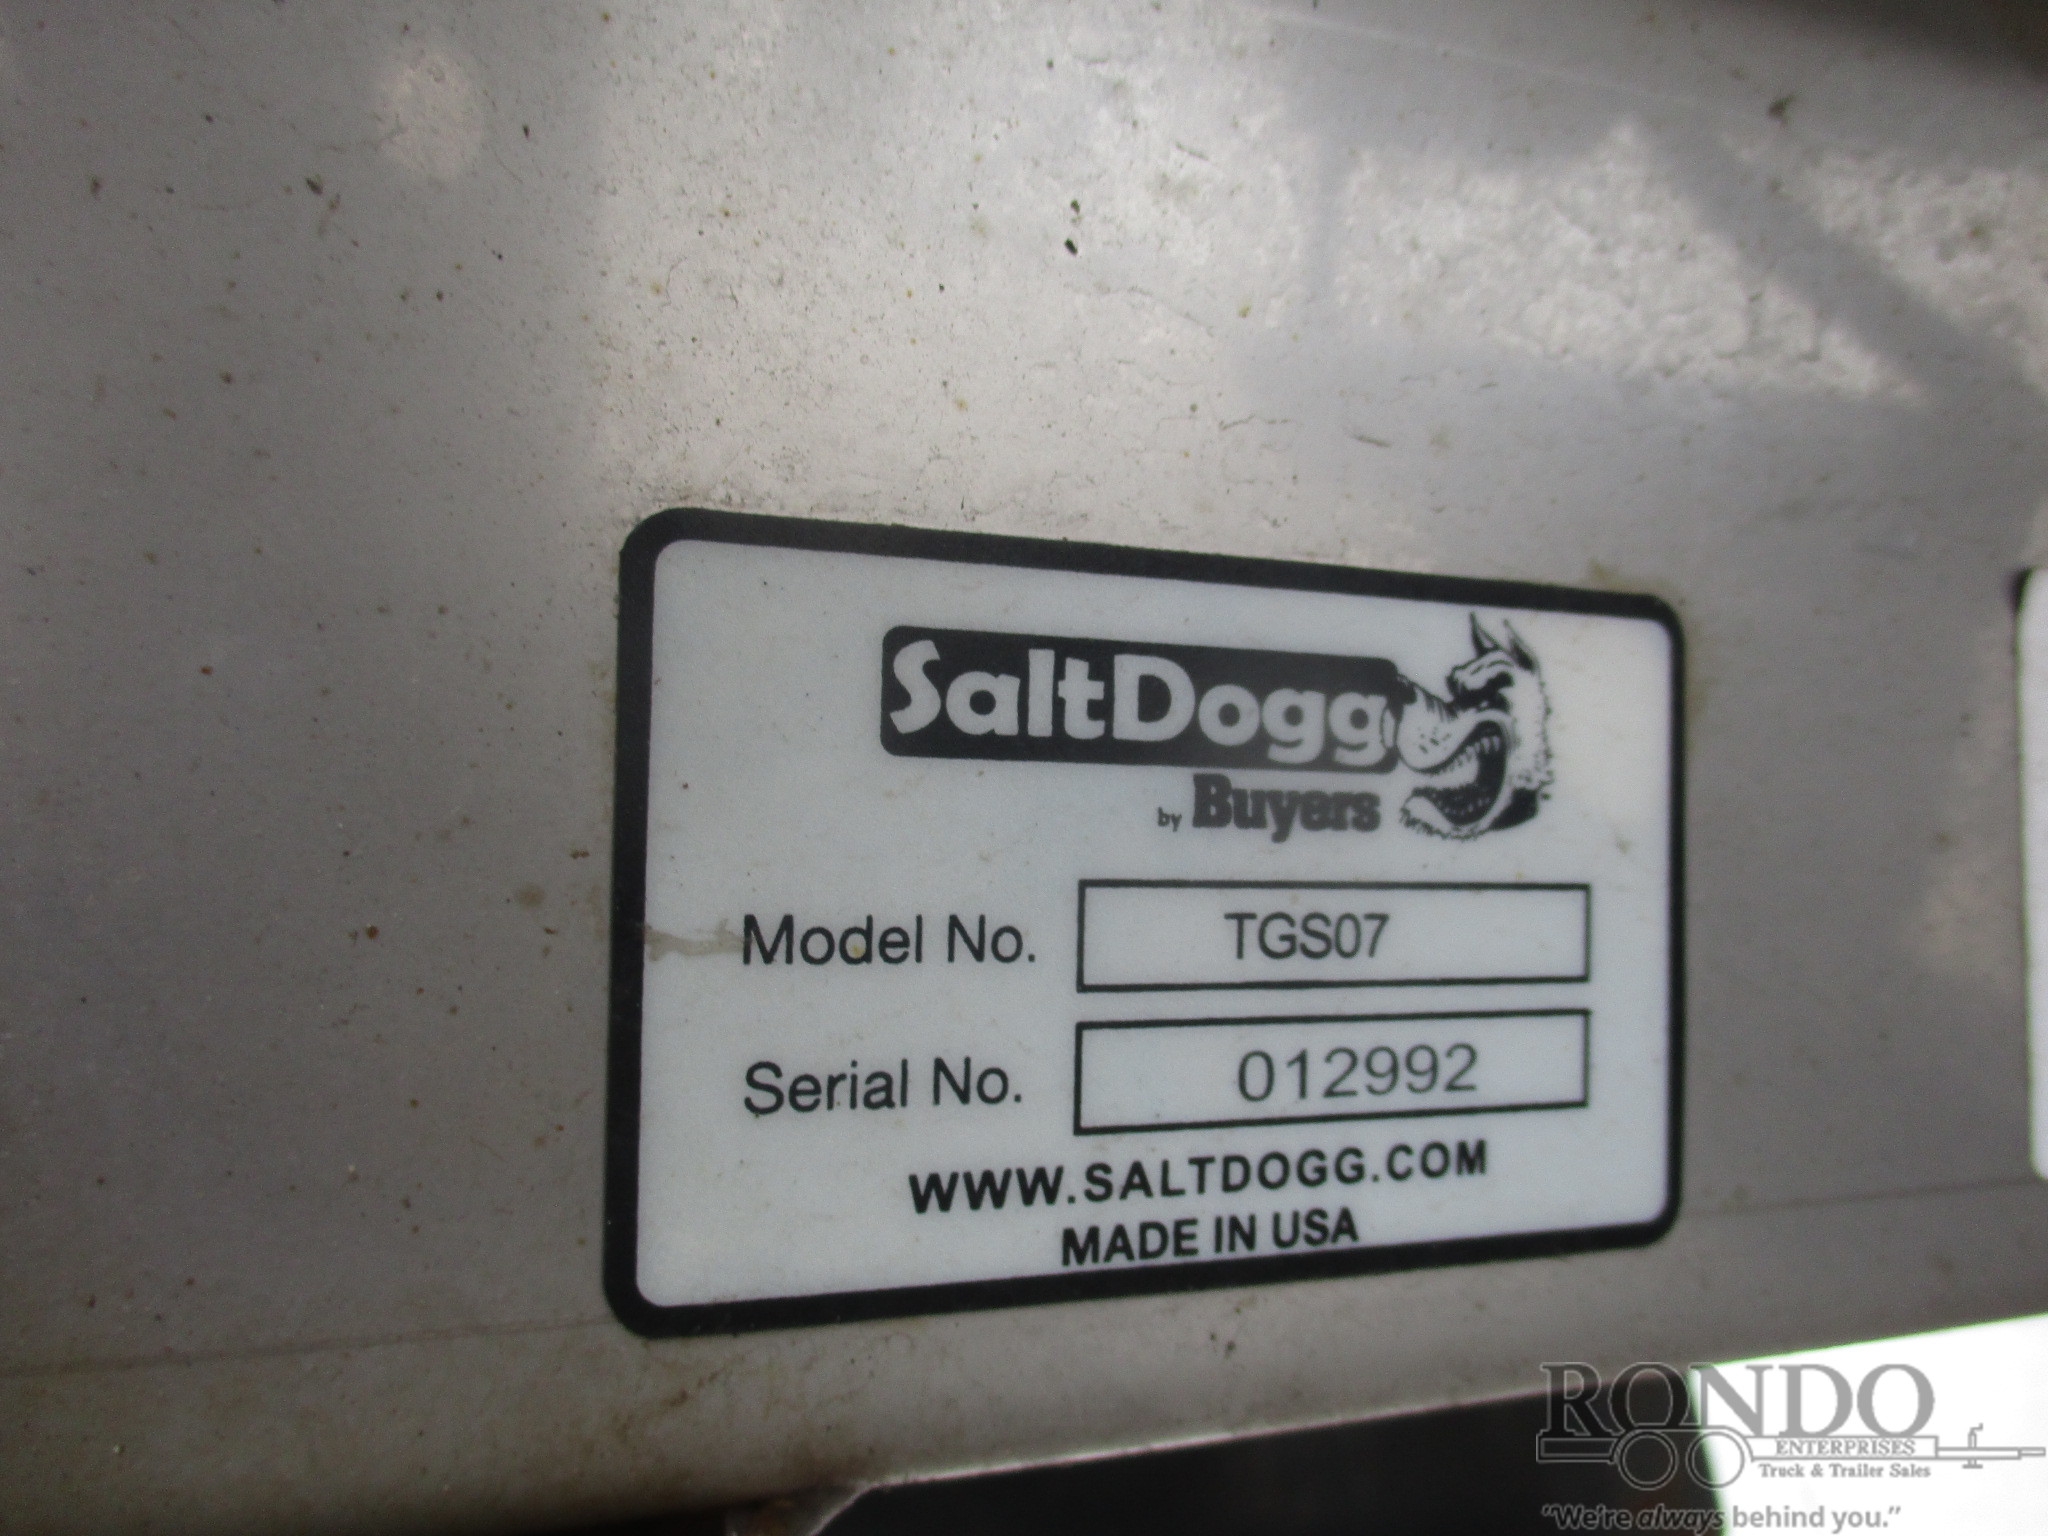 SaltDogg
by Buyers
Model No. TGS07
Serial No. 012992
WWW.SALTDOGG.COM
MADE IN USA
RONDO
ENTERPRISES
Truck & Trailer Sales
"We're always behind you."